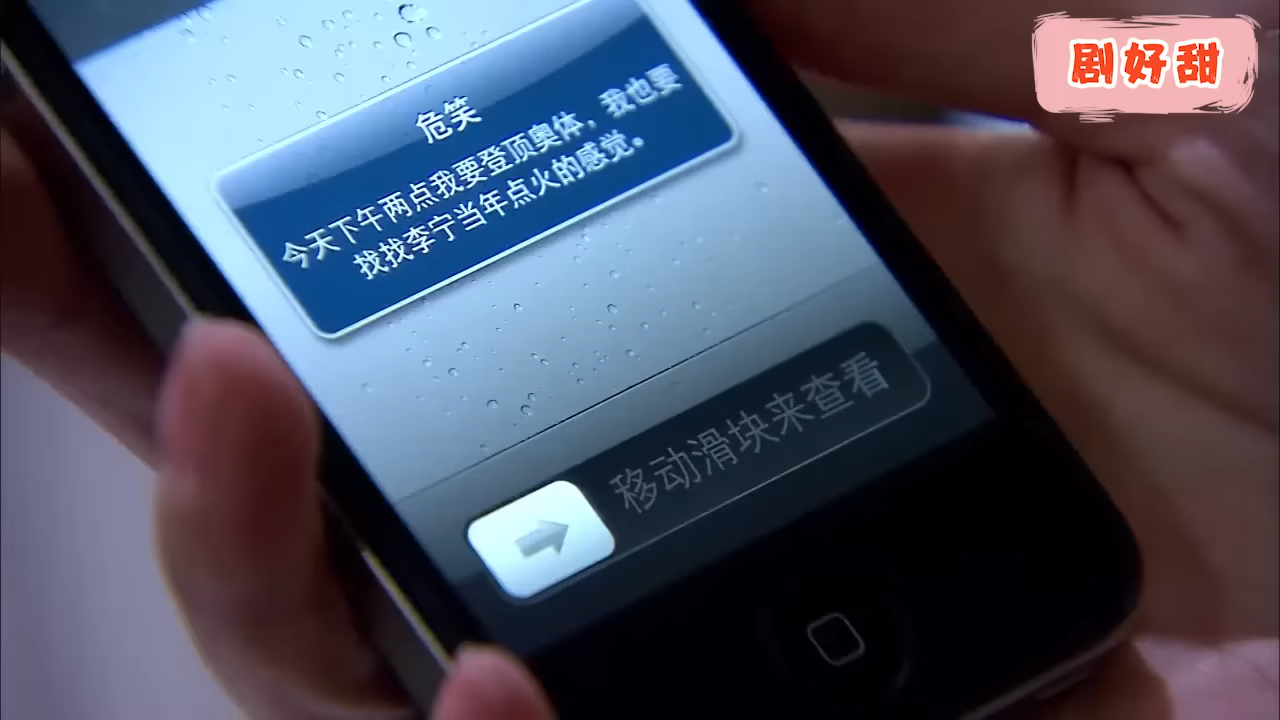 剧好甜
危笑
今天下午两点我要登顶奥体，我也要
找找李宁当年点火的感觉。
移动滑块来查看